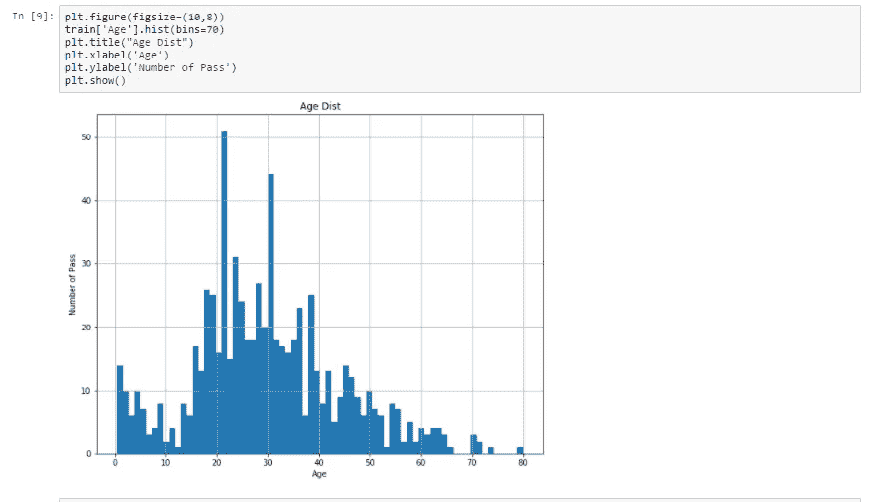 In [9]: plt.figure(figsize=(10,8))
train['Age'].hist(bins=70)
plt.title("Age Dist")
plt.xlabel('Age')
plt.ylabel('Number of Pass')
plt.show()
Age Dist
50
40
30
20
10
0
Number of Pass
0 10 20 30 40 50 60 70 80
Age